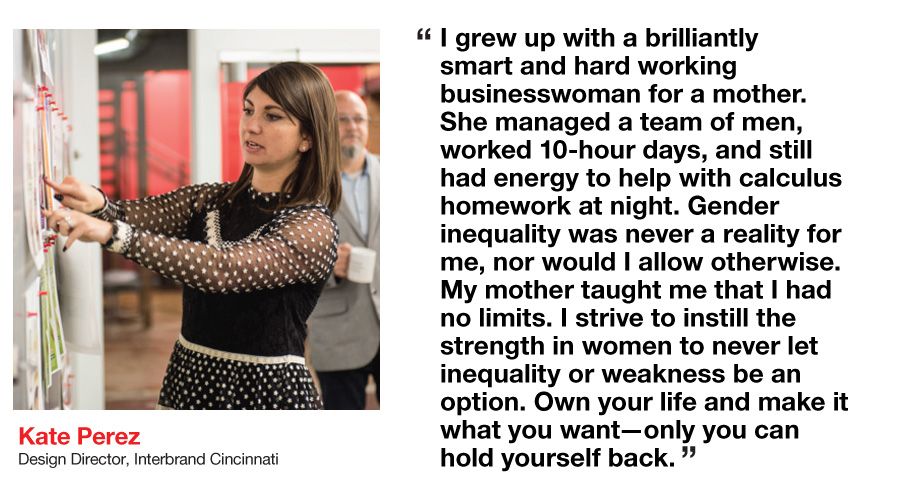 “ I grew up with a brilliantly
smart and hard working
businesswoman for a mother.
She managed a team of men,
worked 10-hour days, and still
had energy to help with calculus
homework at night. Gender
inequality was never a reality for
me, nor would I allow otherwise.
My mother taught me that I had
no limits. I strive to instill the
strength in women to never let
inequality or weakness be an
option. Own your life and make it
what you want—only you can
hold yourself back. ”
Kate Perez
Design Director, Interbrand Cincinnati